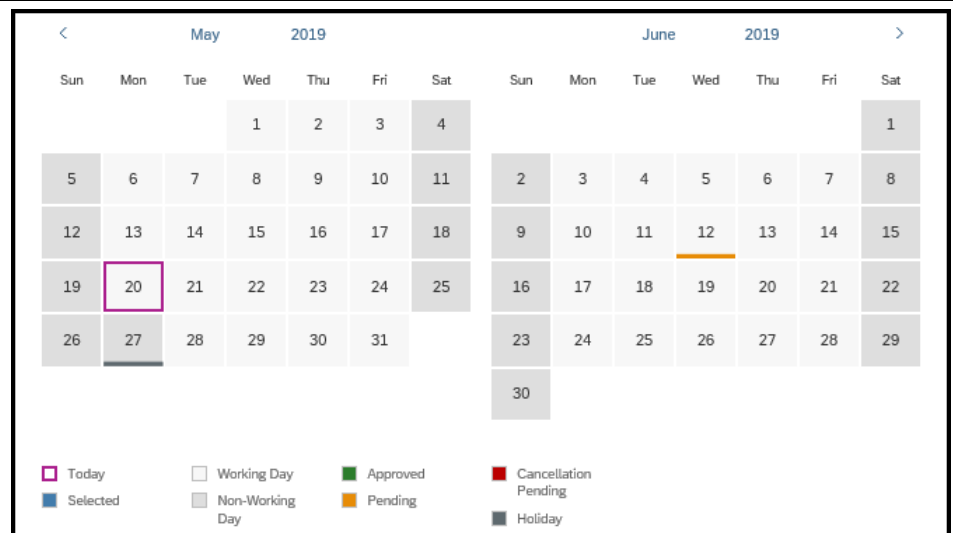 May 2019 June 2019
Sun Mon Tue Wed Thu Fri Sat Sun Mon Tue Wed Thu Fri Sat
1 2 3 4 1
5 6 7 8 9 10 11 2 3 4 5 6 7 8
12 13 14 15 16 17 18 9 10 11 12 13 14 15
19 20 21 22 23 24 25 16 17 18 19 20 21 22
26 27 28 29 30 31 23 24 25 26 27 28 29
30
Today Working Day Approved Cancellation
Pending
Selected Non-Working
Day Pending Holiday